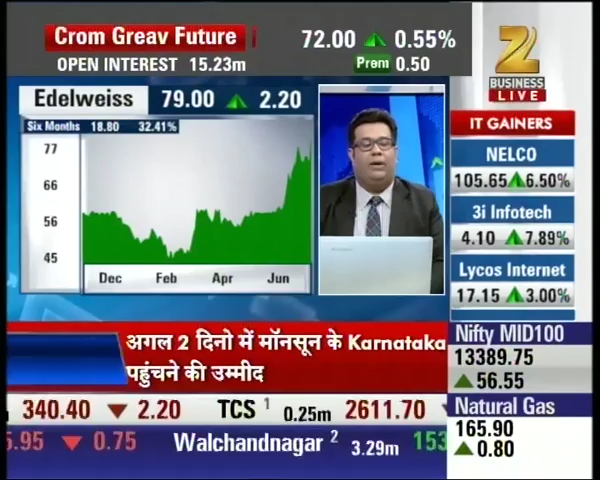 Crom Greav Future
72.00 0.55%
OPEN INTEREST 15.23m
Prem 0.50
Z
BUSINESS
LIVE
Edelweiss 79.00 2.20
Six Months 18.80 32.41%
77
66
56
45
Dec Feb Apr Jun
IT GAINERS
NELCO
105.65 6.50%
3i Infotech
4.10 7.89%
Lycos Internet
17.15 3.00%
अगल 2 दिनो में मॉनसून के Karnataka
पहुंचने की उम्मीद
Nifty MID100
13389.75
56.55
340.40 2.20 TCS 1 0.25m 2611.70
Natural Gas
165.90
0.80
5.95 0.75 Walchandnagar 2 3.29m 153